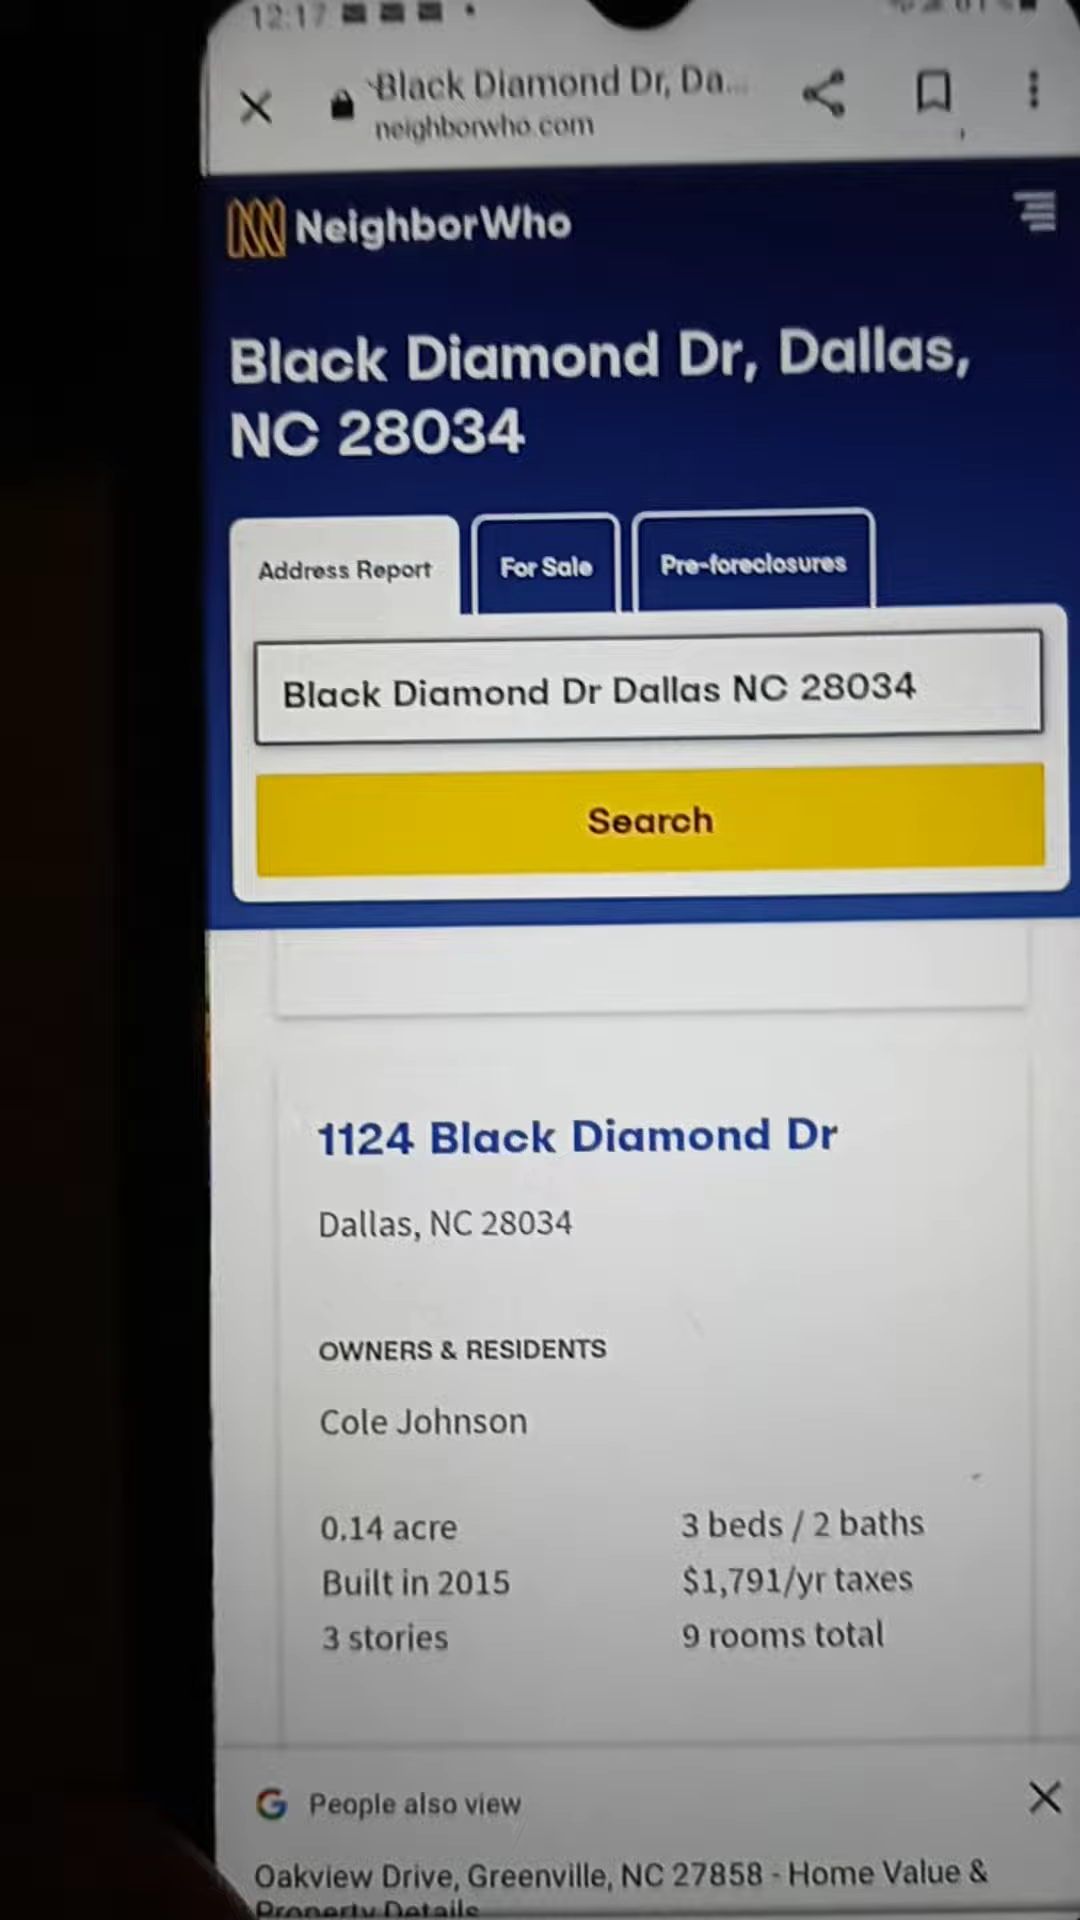 12:17
Black Diamond Dr, Da...
neighborwho.com
NeighborWho
Black Diamond Dr, Dallas,
NC 28034
Address Report
For Sale
Pre-foreclosures
Black Diamond Dr Dallas NC 28034
Search
1124 Black Diamond Dr
Dallas, NC 28034
OWNERS & RESIDENTS
Cole Johnson
0.14 acre
3 beds / 2 baths
Built in 2015
$1,791/yr taxes
3 stories
9 rooms total
People also view
Oakview Drive, Greenville, NC 27858 - Home Value &
Property Details